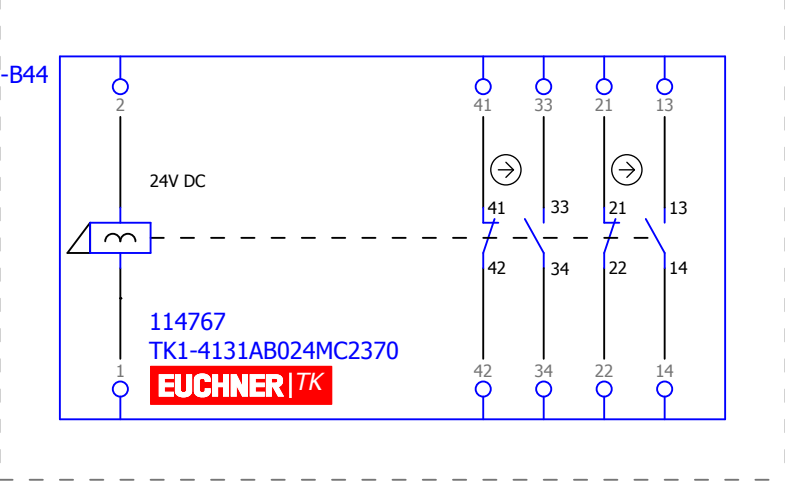 -B44
2 41 33 21 13
24V DC
41 33 21 13
42 34 22 14
114767
TK1-4131AB024MC2370
1 42 34 22 14
EUCHNER|TK